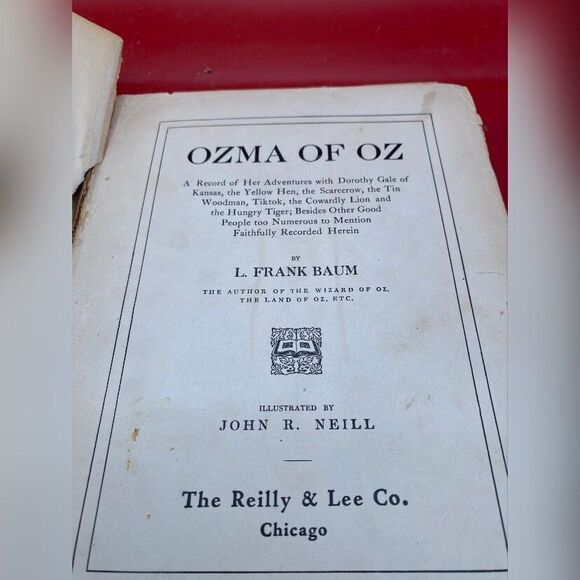 OZMA OF OZ
A Record of Her Adventures with Dorothy Gale of
Kansas, the Yellow Hen, the Scarecrow, the Tin
Woodman, Tiktok, the Cowardly Lion and
the Hungry Tiger; Besides Other Good
People too Numerous to Mention
Faithfully Recorded Herein
BY
L. FRANK BAUM
THE AUTHOR OF THE WIZARD OF OZ,
THE LAND OF OZ, ETC.
ILLUSTRATED BY
JOHN R. NEILL
The Reilly & Lee Co.
Chicago